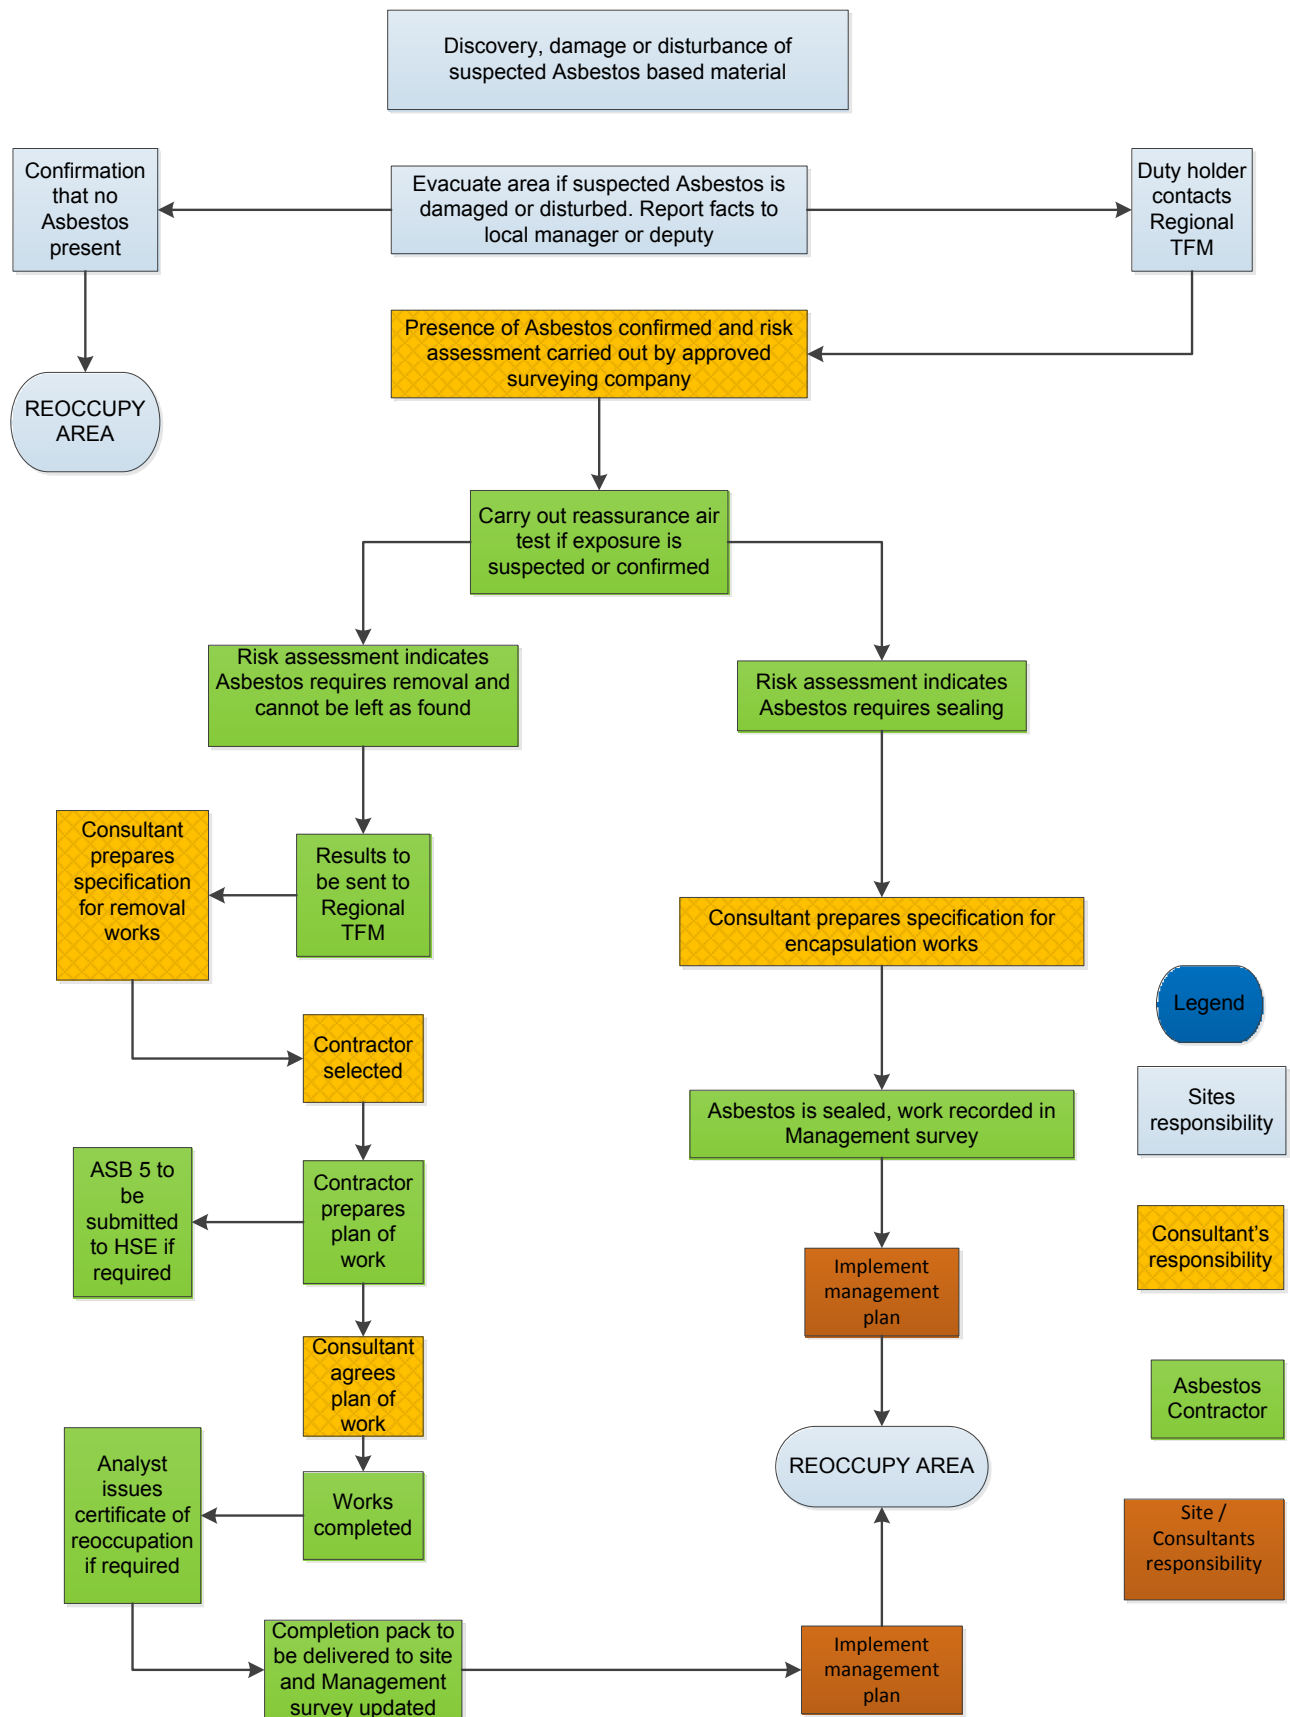 Discovery, damage or disturbance of
suspected Asbestos based material
Confirmation
that no
Asbestos
present
Evacuate area if suspected Asbestos is
damaged or disturbed. Report facts to
local manager or deputy
Duty holder
contacts
Regional
TFM
Presence of Asbestos confirmed and risk
assessment carried out by approved
surveying company
REOCCUPY
AREA
Carry out reassurance air
test if exposure is
suspected or confirmed
Risk assessment indicates
Asbestos requires removal and
cannot be left as found
Risk assessment indicates
Asbestos requires sealing
Consultant
prepares
specification
for removal
works
Results to
be sent to
Regional
TFM
Consultant prepares specification for
encapsulation works
Legend
Contractor
selected
Sites
responsibility
Asbestos is sealed, work recorded in
Management survey
ASB 5 to
be
submitted
to HSE if
required
Contractor
prepares
plan of
work
Consultant's
responsibility
Implement
management
plan
Consultant
agrees
plan of
work
Asbestos
Contractor
Analyst
issues
certificate of
reoccupation
if required
Works
completed
REOCCUPY AREA
Site /
Consultants
responsibility
Completion pack to
be delivered to site
and Management
survey updated
Implement
management
plan